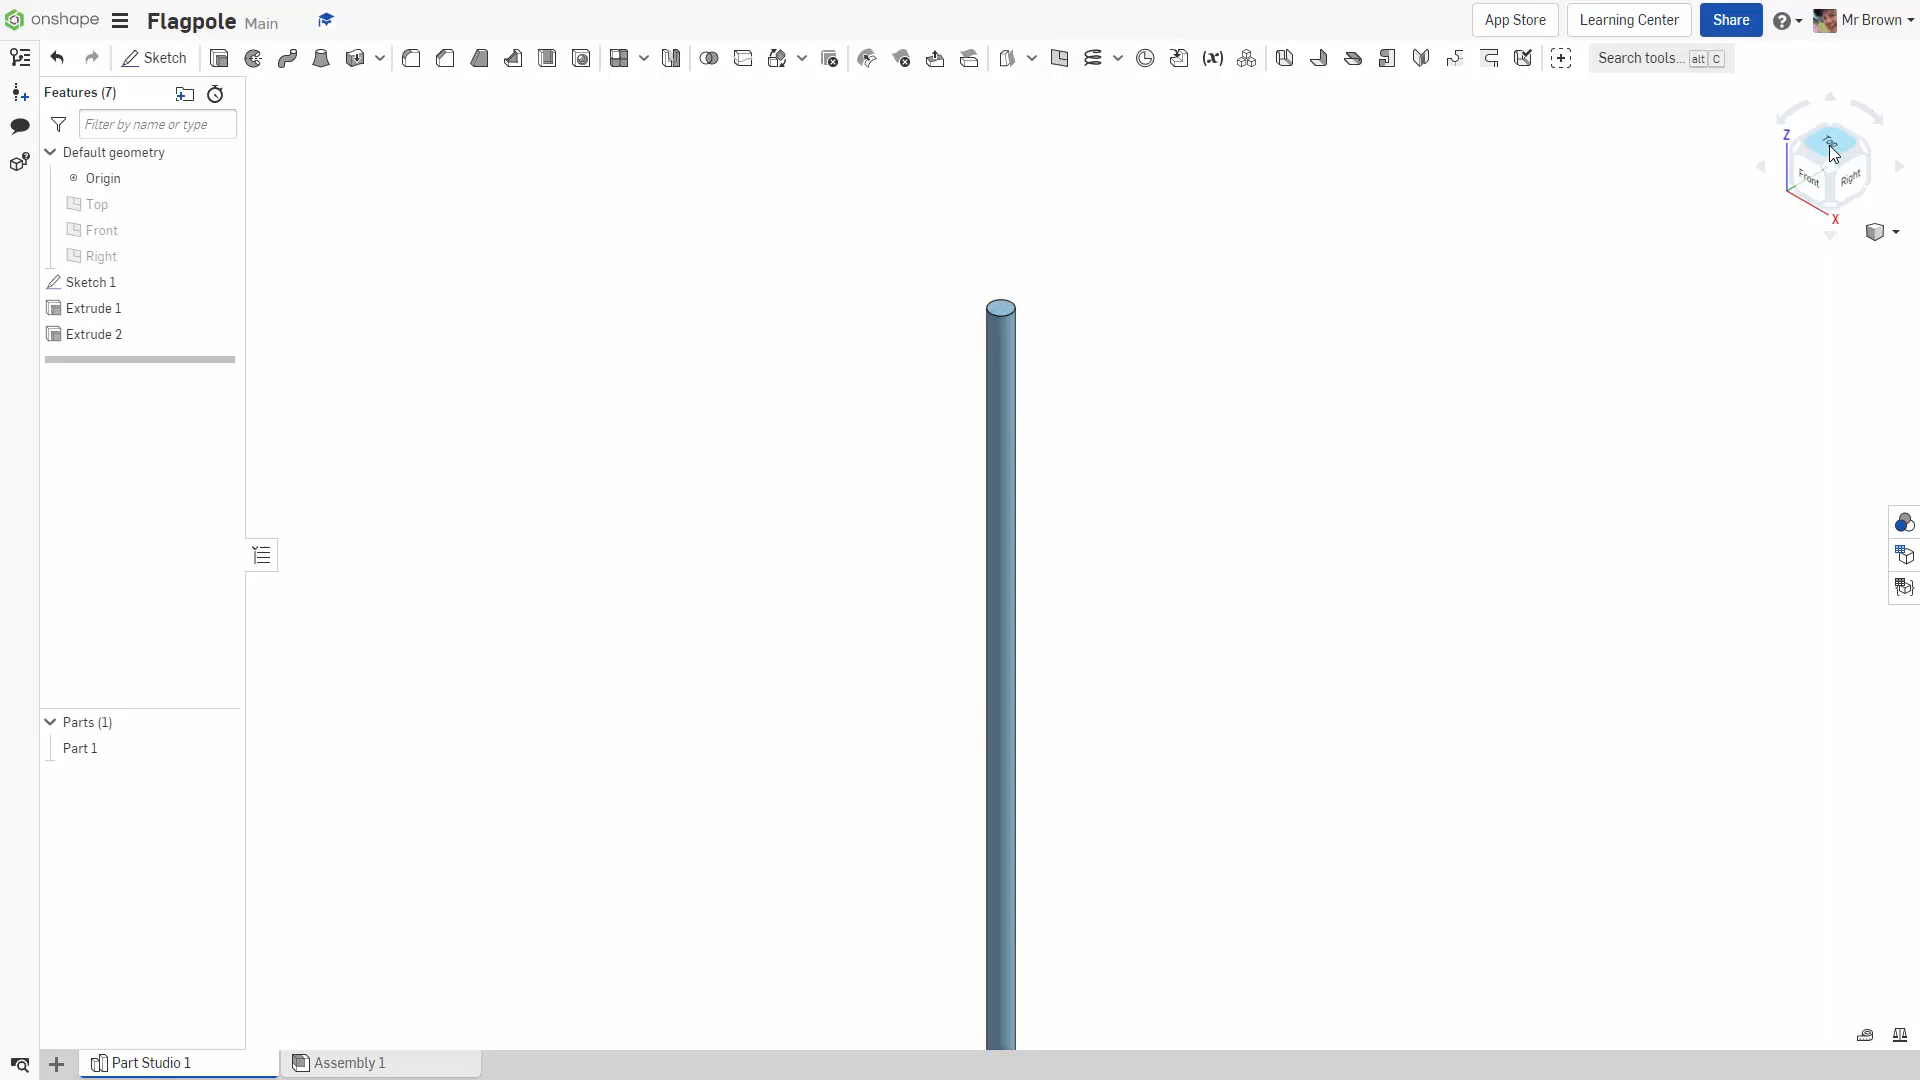 onshape Flagpole Main App Store Learning Center Share Mr Brown
Sketch (x) Search tools... alt C
Features (7)
Filter by name or type
Default geometry
Origin
Top
Front
Right
Sketch 1
Extrude 1
Extrude 2
Z
Top
Front
Right
X
Parts (1)
Part 1
Part Studio 1
Assembly 1